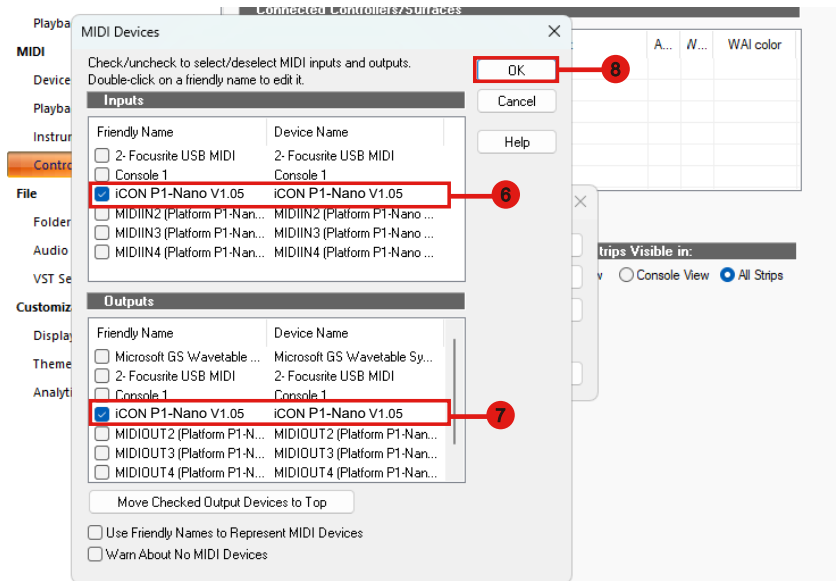 Connected Controllers/Surfaces
Playba
MIDI
Device
Playba
Instrum
Contro
File
Folder
Audio
VST Se
Customiz
Display
Theme
Analyti
MIDI Devices
Check/uncheck to select/deselect MIDI inputs and outputs.
Double-click on a friendly name to edit it.
Inputs
Friendly Name Device Name
2- Focusrite USB MIDI 2- Focusrite USB MIDI
Console 1 Console 1
iCON P1-Nano V1.05 iCON P1-Nano V1.05
MIDIIN2 (Platform P1-Nan... MIDIIN2 (Platform P1-Nano ...
MIDIIN3 (Platform P1-Nan... MIDIIN3 (Platform P1-Nano ...
MIDIIN4 (Platform P1-Nan... MIDIIN4 (Platform P1-Nano ...
Outputs
Friendly Name Device Name
Microsoft GS Wavetable ... Microsoft GS Wavetable Sy...
2- Focusrite USB MIDI 2- Focusrite USB MIDI
Console 1 Console 1
iCON P1-Nano V1.05 iCON P1-Nano V1.05
MIDIOUT2 (Platform P1-N... MIDIOUT2 (Platform P1-Nan...
MIDIOUT3 (Platform P1-N... MIDIOUT3 (Platform P1-Nan...
MIDIOUT4 (Platform P1-N... MIDIOUT4 (Platform P1-Nan...
Move Checked Output Devices to Top
Use Friendly Names to Represent MIDI Devices
Warn About No MIDI Devices
OK
Cancel
Help
8
6
7
A... W... WAI color
trips Visible in:
w Console View All Strips